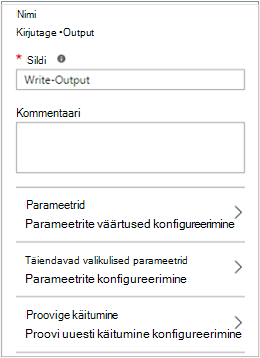 Nimi
Kirjutage •Output
* Sildi
Write-Output
Kommentaari
Parameetrid
Parameetrite väärtused konfigureerimine
Täiendavad valikulised parameetrid
Parameetrite konfigureerimine
Proovige käitumine
Proovi uuesti käitumine konfigureerimine